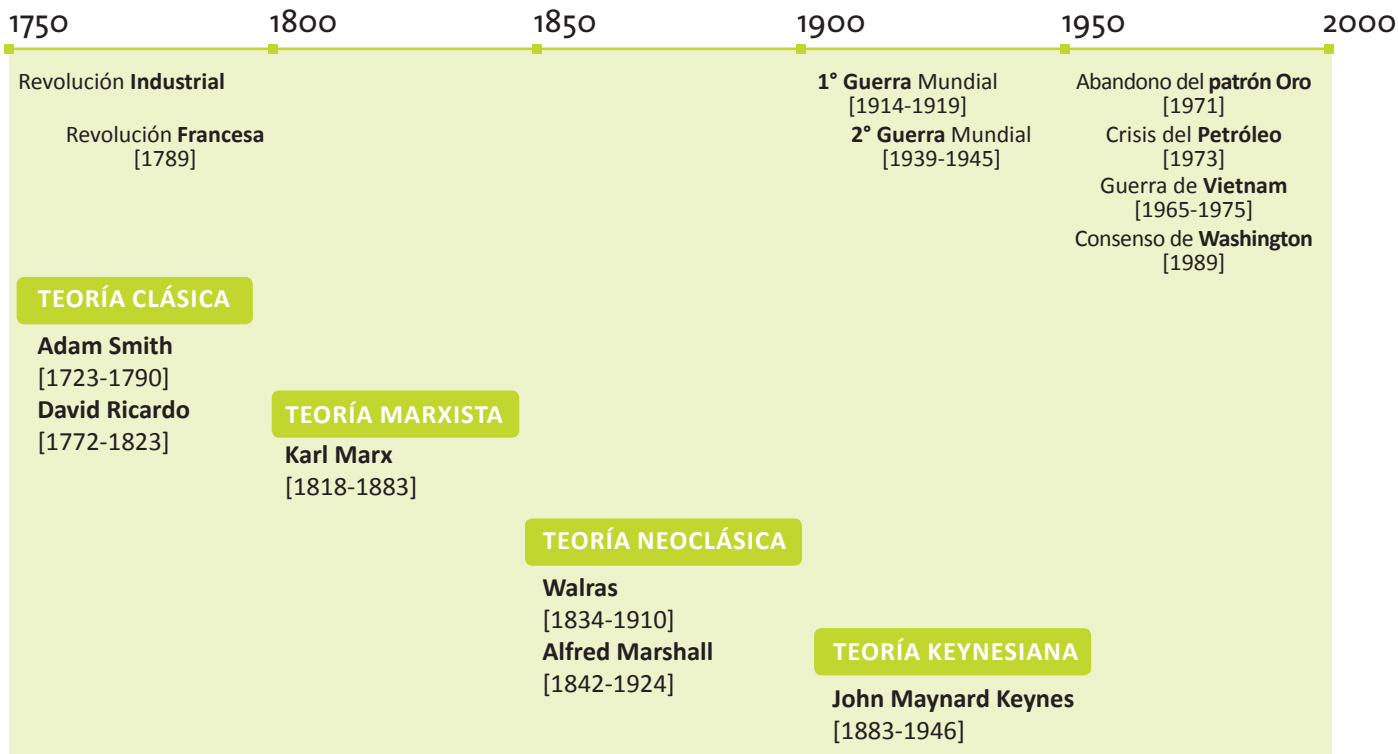 1750 1800 1850 1900 1950 2000
Revolución Industrial
Revolución Francesa
[1789]
1° Guerra Mundial
[1914-1919]
2° Guerra Mundial
[1939-1945]
Abandono del patrón Oro
[1971]
Crisis del Petróleo
[1973]
Guerra de Vietnam
[1965-1975]
Consenso de Washington
[1989]
TEORÍA CLÁSICA
Adam Smith
[1723-1790]
David Ricardo
[1772-1823]
TEORÍA MARXISTA
Karl Marx
[1818-1883]
TEORÍA NEOCLÁSICA
Walras
[1834-1910]
Alfred Marshall
[1842-1924]
TEORÍA KEYNESIANA
John Maynard Keynes
[1883-1946]